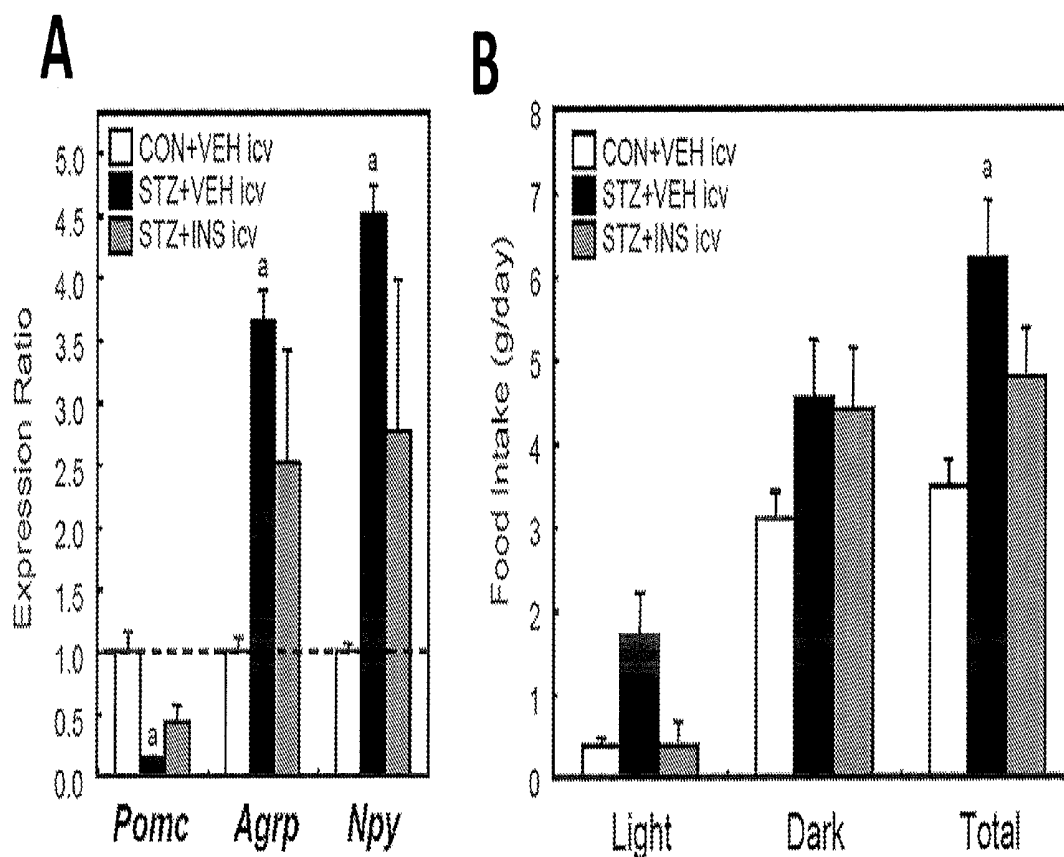 A
CON+VEH icv
STZ+VEH icv
STZ+INS icv
Expression Ratio
5.0
4.5
4.0
3.5
3.0
2.5
2.0
1.5
1.0
0.5
0.0
a
a
a
Pomc
Agrp
Npy
B
CON+VEH icv
STZ+VEH icv
STZ+INS icv
Food Intake (g/day)
8
7
6
5
4
3
2
1
0
a
Light
Dark
Total